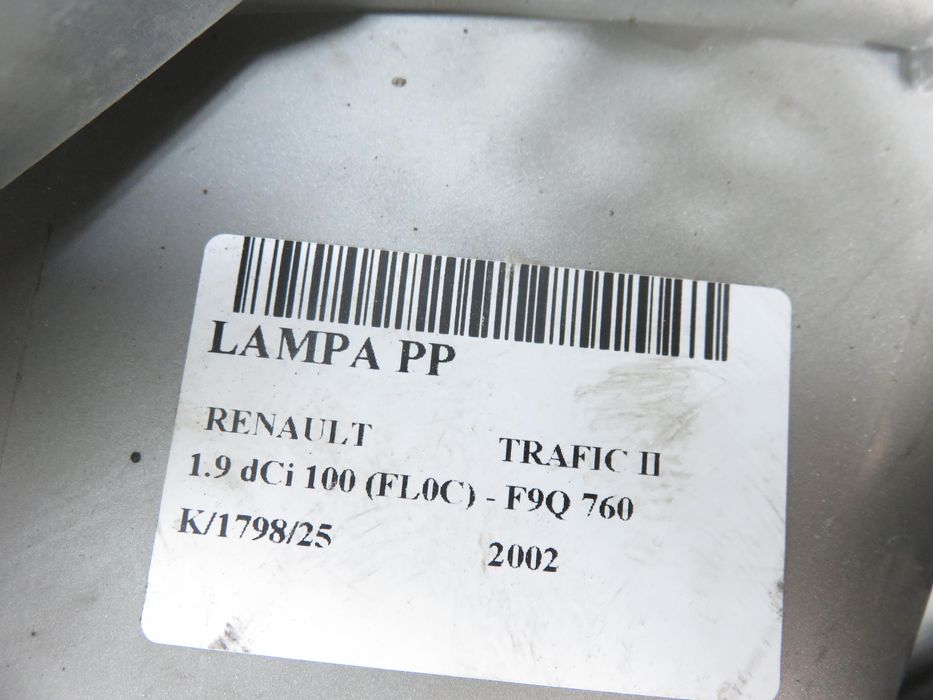 LAMPA PP
RENAULT TRAFIC II
1.9 dCi 100 (FL0C) - F9Q 760
K/1798/25 2002